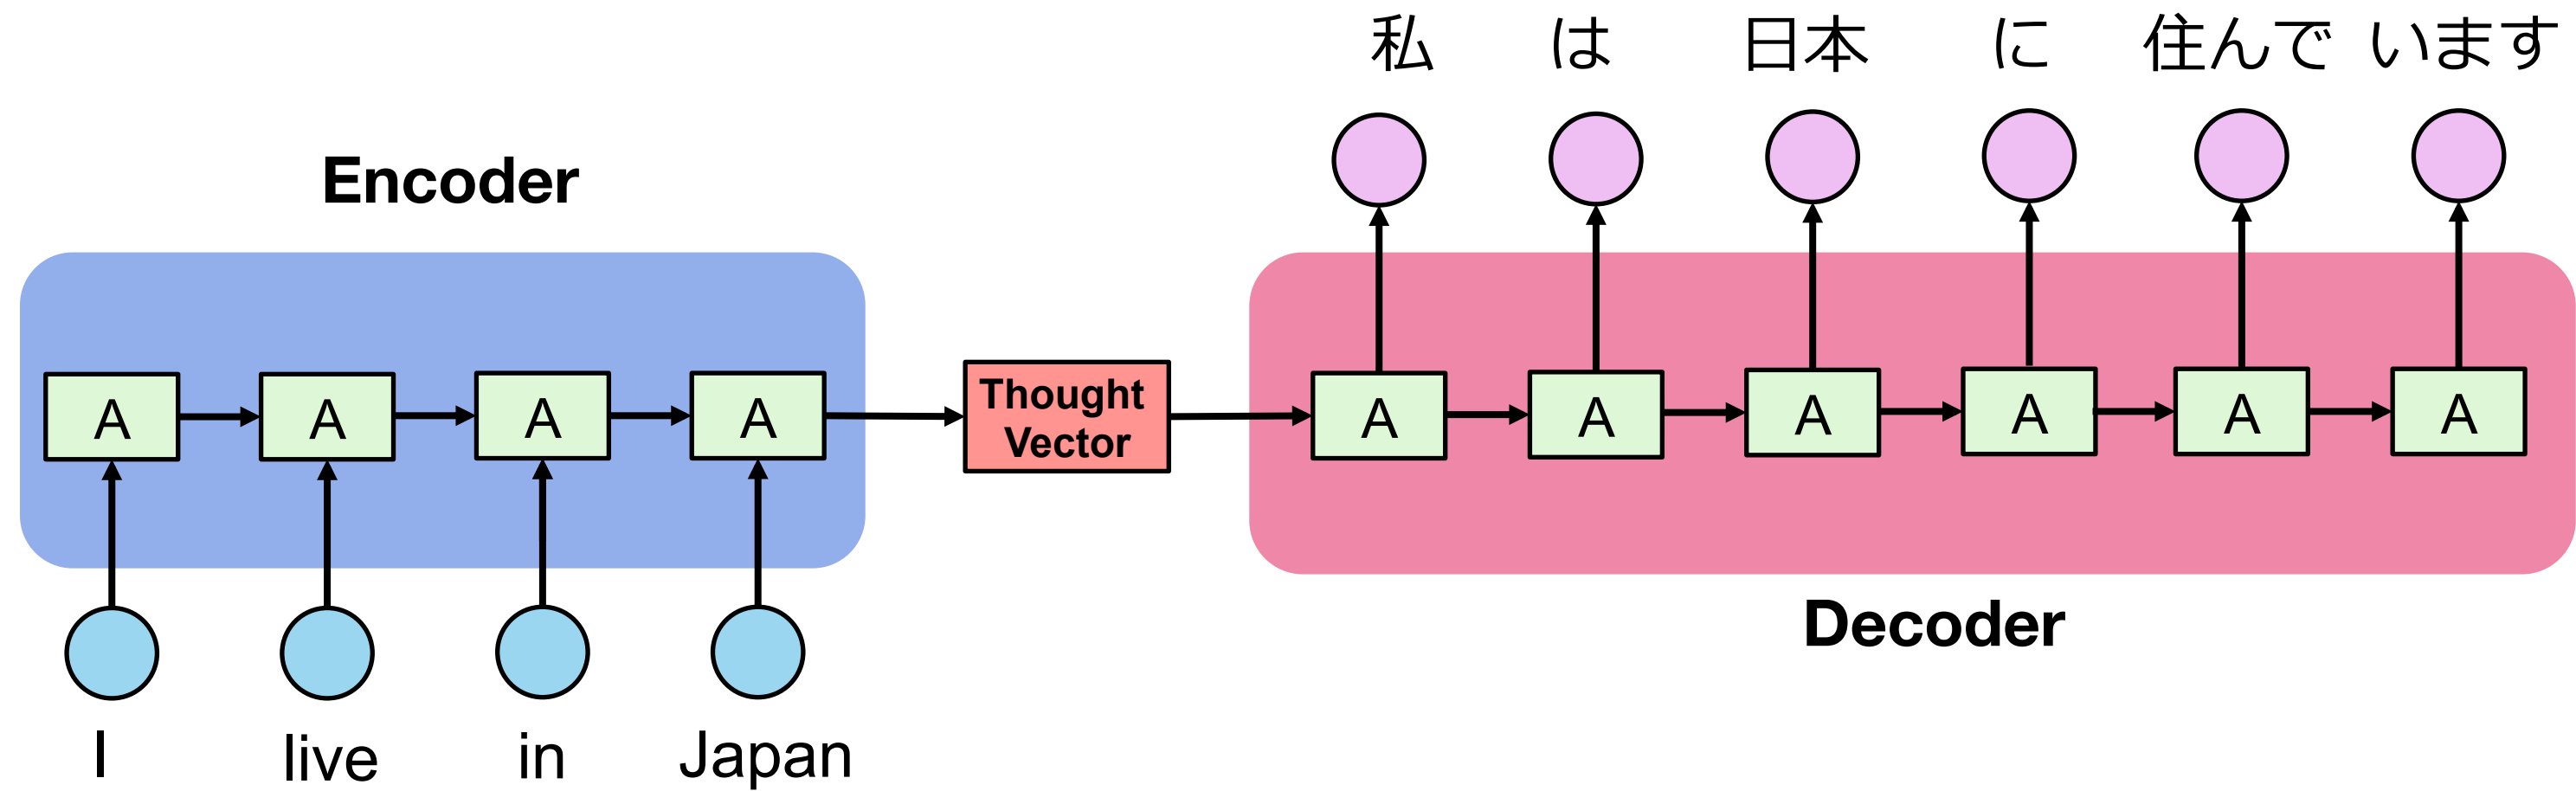 私 は 日本 に 住んで います
Encoder
A A A A
Thought
Vector
A A A A A A
Decoder
I live in Japan